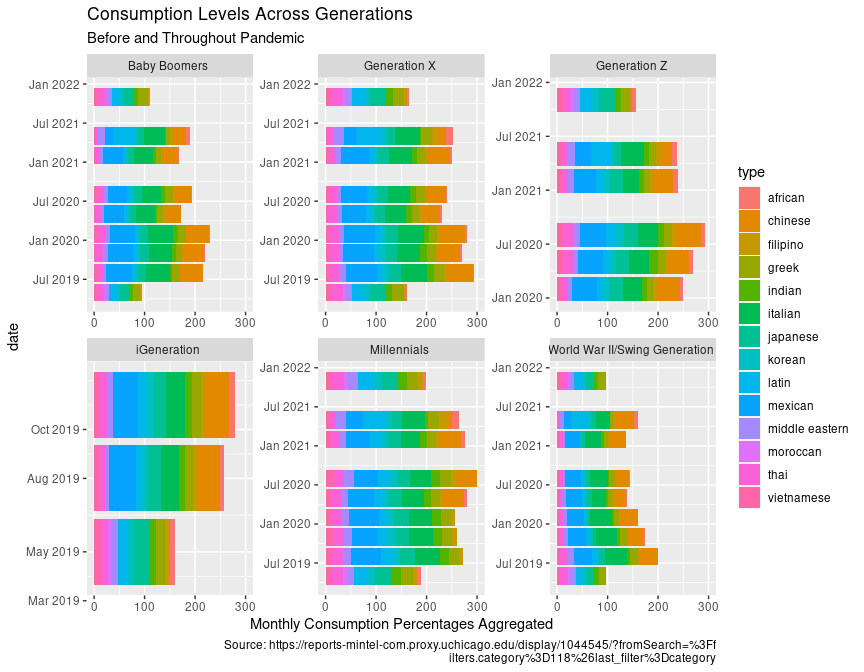 Consumption Levels Across Generations
Before and Throughout Pandemic
Baby Boomers
Generation X
Generation Z
Jan 2022
Jul 2021
Jan 2021
Jul 2020
Jan 2020
Jul 2019
0 100 200 300
Jan 2022
Jul 2021
Jan 2021
Jul 2020
Jan 2020
Jul 2019
0 100 200 300
Jan 2022
Jul 2021
Jan 2021
Jul 2020
Jan 2020
0 100 200 300
iGeneration
Millennials
World War II/Swing Generation
Oct 2019
Aug 2019
May 2019
Mar 2019
0 100 200 300
Jan 2022
Jul 2021
Jan 2021
Jul 2020
Jan 2020
Jul 2019
0 100 200 300
Jan 2022
Jul 2021
Jan 2021
Jul 2020
Jan 2020
Jul 2019
0 100 200 300
date
Monthly Consumption Percentages Aggregated
type
african
chinese
filipino
greek
indian
italian
japanese
korean
latin
mexican
middle eastern
moroccan
thai
vietnamese
Source: https://reports-mintel-com.proxy.uchicago.edu/display/1044545/?fromSearch=%3Ff
ilters.category%3D118%26last_filter%3Dcategory